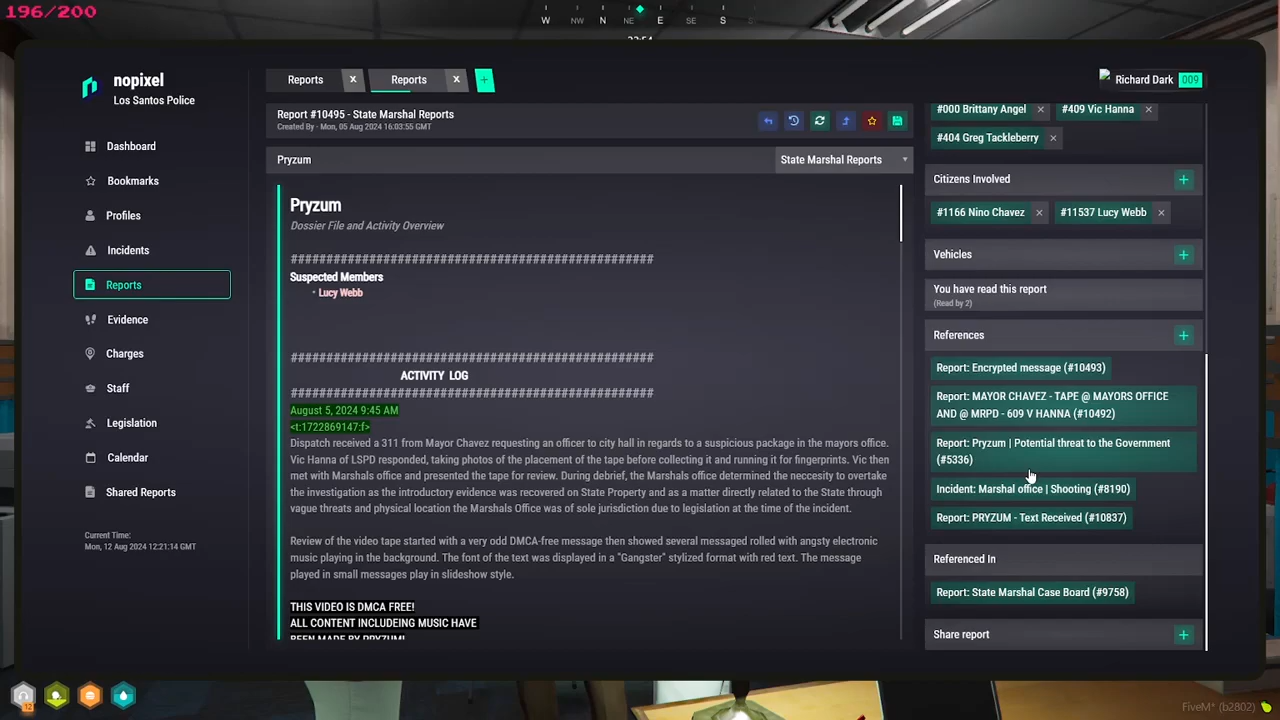 196/200
W NW N NE E SE S
nopixel
Los Santos Police
Dashboard
Bookmarks
Profiles
Incidents
Reports
Evidence
Charges
Staff
Legislation
Calendar
Shared Reports
Current Time:
Mon, 12 Aug 2024 12:21:14 GMT
Reports x Reports x +
Richard Dark 009
Report #10495 - State Marshal Reports
Created By - Mon, 05 Aug 2024 16:03:55 GMT
Pryzum State Marshal Reports
Pryzum
Dossier File and Activity Overview
##################################################
Suspected Members
• Lucy Webb
##################################################
ACTIVITY LOG
##################################################
August 5, 2024 9:45 AM
<t:1722869147:f>
Dispatch received a 311 from Mayor Chavez requesting an officer to city hall in regards to a suspicious package in the mayors office.
Vic Hanna of LSPD responded, taking photos of the placement of the tape before collecting it and running it for fingerprints. Vic then
met with Marshals office and presented the tape for review. During debrief, the Marshals office determined the neccesity to overtake
the investigation as the introductory evidence was recovered on State Property and as a matter directly related to the State through
vague threats and physical location the Marshals Office was of sole jurisdiction due to legislation at the time of the incident.
Review of the video tape started with a very odd DMCA-free message then showed several messaged rolled with angsty electronic
music playing in the background. The font of the text was displayed in a "Gangster" stylized format with red text. The message
played in small messages play in slideshow style.
THIS VIDEO IS DMCA FREE!
ALL CONTENT INCLUDEING MUSIC HAVE
BEEN MADE BY PRYZUM!
#000 Brittany Angel x #409 Vic Hanna x
#404 Greg Tackleberry x
Citizens Involved +
#1166 Nino Chavez x #11537 Lucy Webb x
Vehicles +
You have read this report
(Read by 2)
References +
Report: Encrypted message (#10493)
Report: MAYOR CHAVEZ - TAPE @ MAYORS OFFICE
AND @ MRPD - 609 V HANNA (#10492)
Report: Pryzum | Potential threat to the Government
(#5336)
Incident: Marshal office | Shooting (#8190)
Report: PRYZUM - Text Received (#10837)
Referenced In
Report: State Marshal Case Board (#9758)
Share report +
12
FiveM* (b2802)